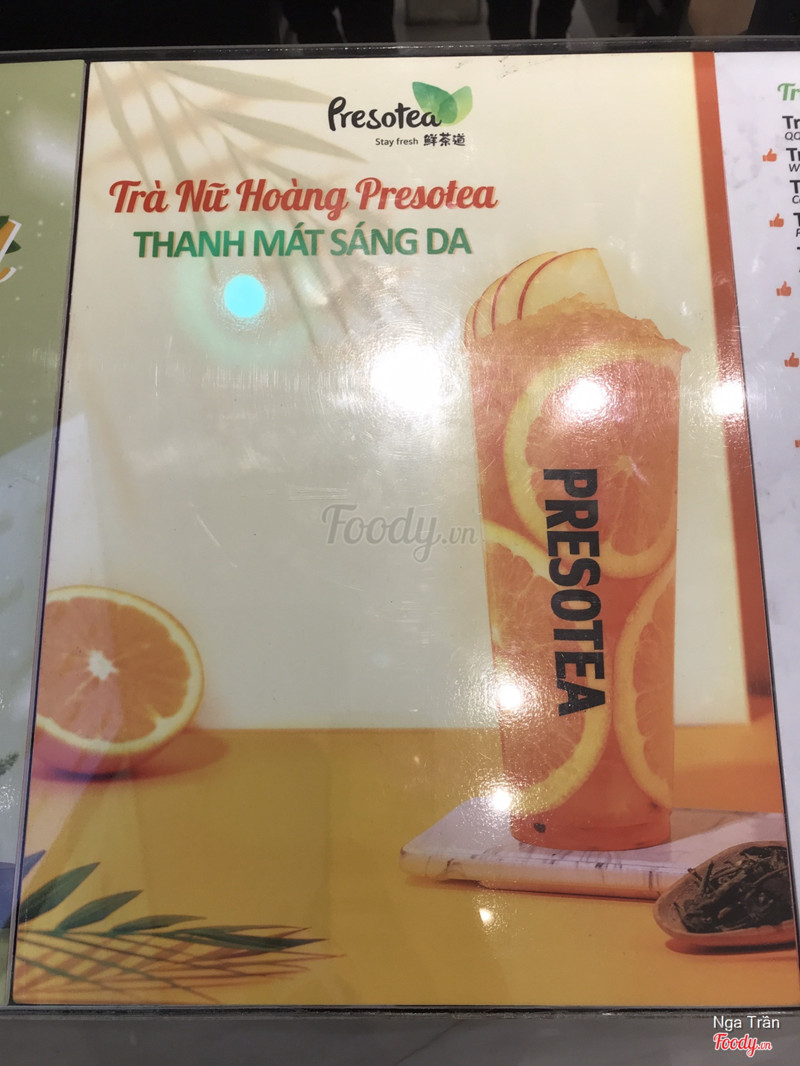 Presotea
Stay fresh 鮮茶道
Trà Nữ Hoàng Presotea
THANH MÁT SÁNG DA
PRESOTEA
Foody.vn
Nga Trần
Foody.vn